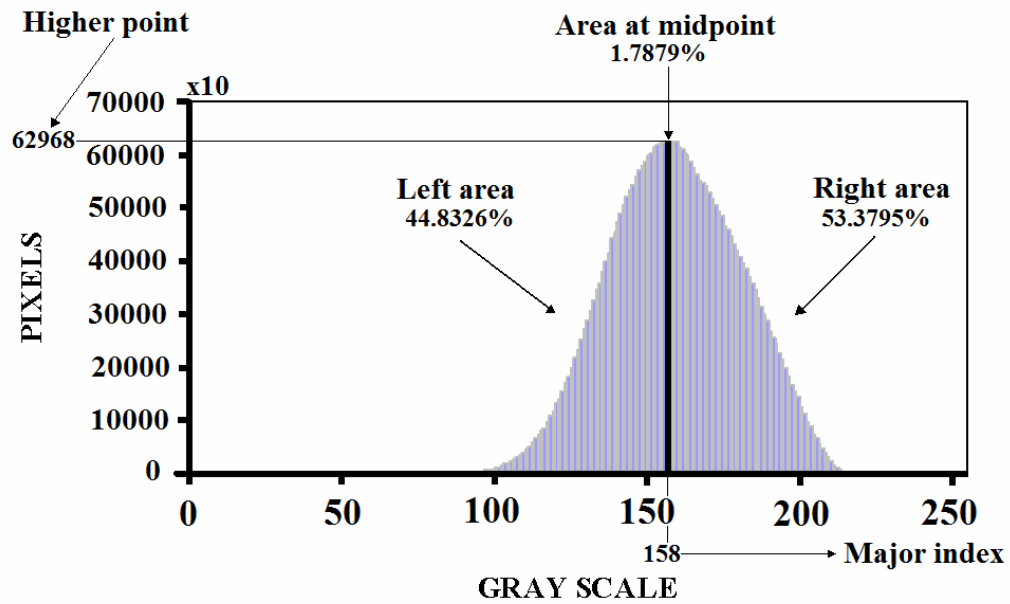 Higher point
Area at midpoint
1.7879%
x10
70000
62968
60000
50000
40000
30000
20000
10000
0
PIXELS
Left area
44.8326%
Right area
53.3795%
0 50 100 150 200 250
158
Major index
GRAY SCALE